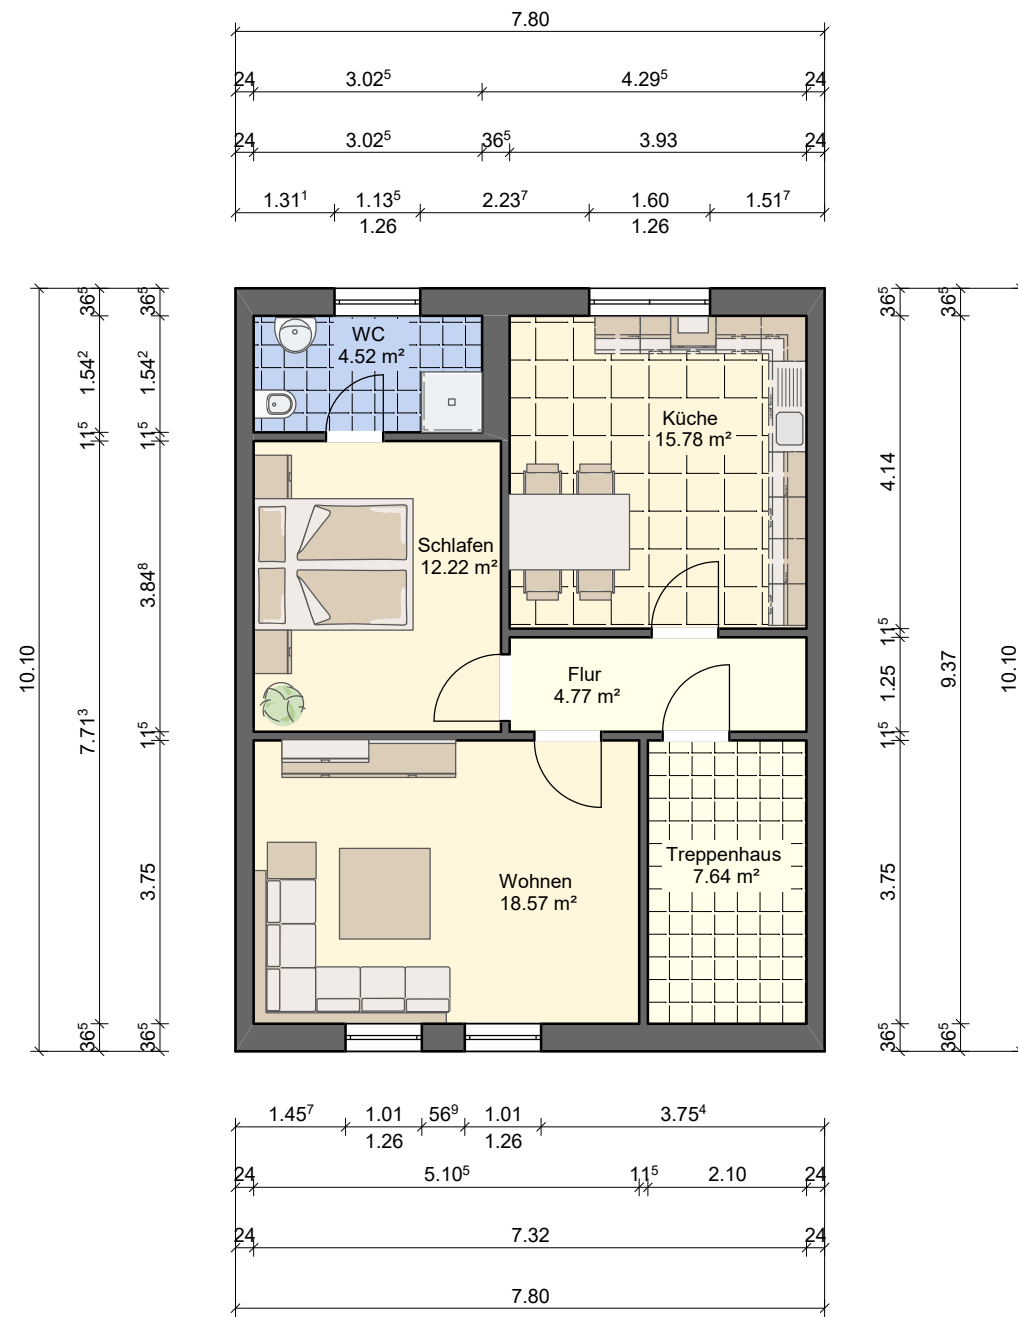 7.80
24 3.02⁵ 4.29⁵ 24
24 3.02⁵ 36⁵ 3.93 24
1.31¹ 1.13⁵ 2.23⁷ 1.60 1.51⁷
1.26 1.26
10.10
36⁵ 7.71³ 1.54² 11⁵ 36⁵
36⁵ 1.54² 11⁵ 3.84⁸ 11⁵ 3.75 36⁵
WC
4.52 m²
Küche
15.78 m²
Schlafen
12.22 m²
Flur
4.77 m²
Wohnen
18.57 m²
Treppenhaus
7.64 m²
36⁵ 4.14 11⁵ 1.25 11⁵ 3.75 36⁵
36⁵ 9.37 36⁵
10.10
1.45⁷ 1.01 56⁹ 1.01 3.75⁴
1.26 1.26
24 5.10⁵ 11⁵ 2.10 24
24 7.32 24
7.80